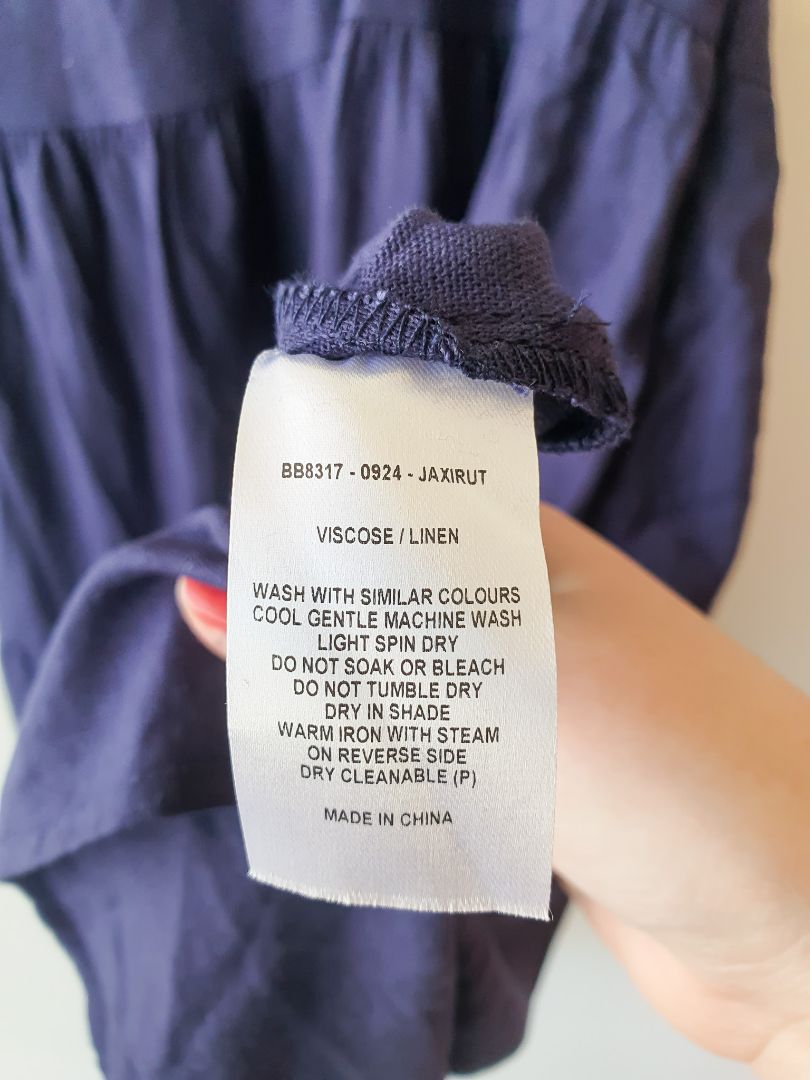 BB8317 - 0924 - JAXIRUT
VISCOSE / LINEN
WASH WITH SIMILAR COLOURS
COOL GENTLE MACHINE WASH
LIGHT SPIN DRY
DO NOT SOAK OR BLEACH
DO NOT TUMBLE DRY
DRY IN SHADE
WARM IRON WITH STEAM
ON REVERSE SIDE
DRY CLEANABLE (P)
MADE IN CHINA